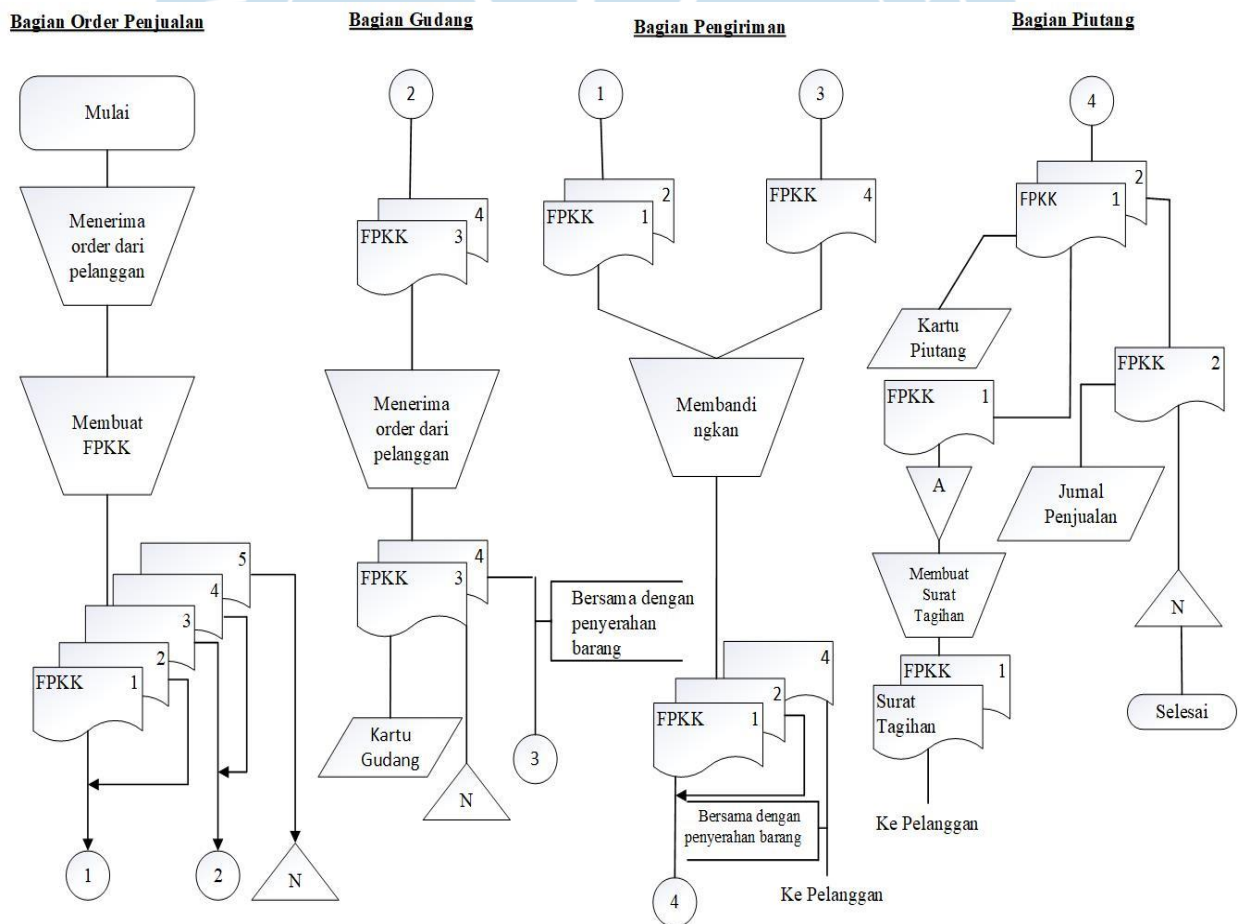 Bagian Order Penjualan
Mulai
Menerima
order dari
pelanggan
Membuat
FPKK
5
4
3
2
FPKK 1
1
2
N
Bagian Gudang
2
4
FPKK 3
Menerima
order dari
pelanggan
4
FPKK 3
Bersama dengan
penyerahan
barang
Kartu
Gudang
N
3
Bagian Pengiriman
1
3
2
FPKK 1
FPKK 4
Membandi
ngkan
4
2
FPKK 1
Bersama dengan
penyerahan barang
4
Ke Pelanggan
Bagian Piutang
4
2
FPKK 1
Kartu
Piutang
FPKK 2
FPKK 1
A
Jurnal
Penjualan
Membuat
Surat
Tagihan
N
FPKK 1
Surat
Tagihan
Selesai
Ke Pelanggan